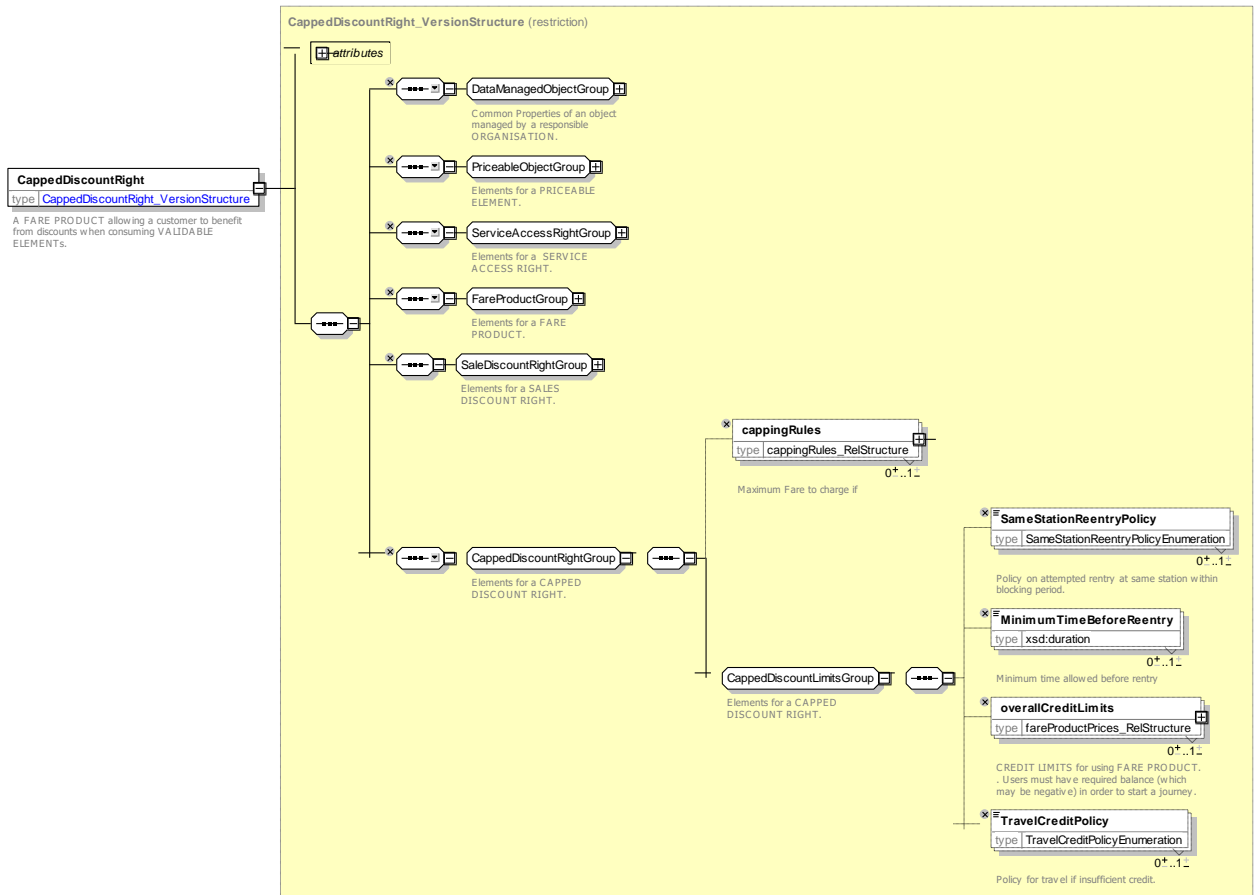 CappedDiscountRight_VersionStructure (restriction)
attributes
DataManagedObjectGroup
Common Properties of an object
managed by a responsible
ORGANISATION.
PriceableObjectGroup
Elements for a PRICEABLE
ELEMENT.
CappedDiscountRight
type CappedDiscountRight_VersionStructure
A FARE PRODUCT allowing a customer to benefit
from discounts when consuming VALIDABLE
ELEMENTs.
ServiceAccessRightGroup
Elements for a SERVICE
ACCESS RIGHT.
FareProductGroup
Elements for a FARE
PRODUCT.
SaleDiscountRightGroup
Elements for a SALES
DISCOUNT RIGHT.
cappingRules
type cappingRules_RelStructure
0..1
Maximum Fare to charge if
CappedDiscountRightGroup
Elements for a CAPPED
DISCOUNT RIGHT.
SameStationReentryPolicy
type SameStationReentryPolicyEnumeration
0..1
Policy on attempted rentry at same station within
blocking period.
MinimumTimeBeforeReentry
type xsd:duration
0..1
Minimum time allowed before rentry
CappedDiscountLimitsGroup
Elements for a CAPPED
DISCOUNT RIGHT.
overallCreditLimits
type fareProductPrices_RelStructure
0..1
CREDIT LIMITS for using FARE PRODUCT.
. Users must have required balance (which
may be negative) in order to start a journey.
TravelCreditPolicy
type TravelCreditPolicyEnumeration
0..1
Policy for travel if insufficient credit.